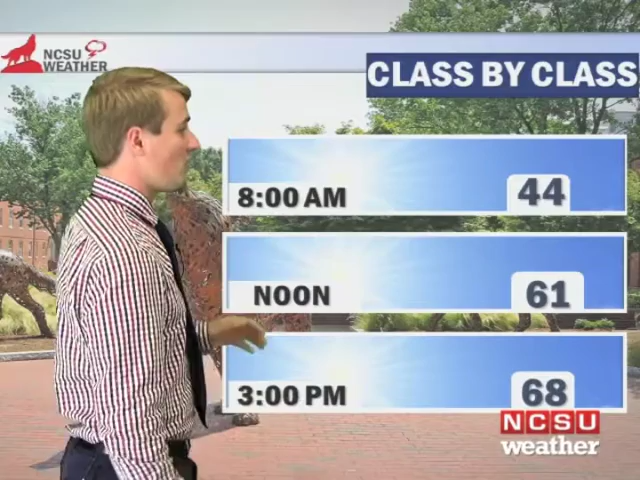 NCSU
WEATHER
CLASS BY CLASS
8:00 AM
44
NOON
61
3:00 PM
68
NCSU
weather